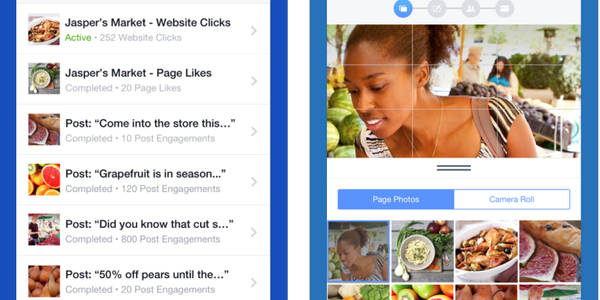 Jasper's Market - Website Clicks
Active • 252 Website Clicks
Jasper's Market - Page Likes
Completed • 20 Page Likes
Post: “Come into the store this...”
Completed • 10 Post Engagements
Post: “Grapefruit is in season...”
Completed • 120 Post Engagements
Post: “Did you know that cut s...”
Completed • 800 Post Engagements
Post: “50% off pears until the...”
Completed • 20 Post Engagements
Page Photos
Camera Roll